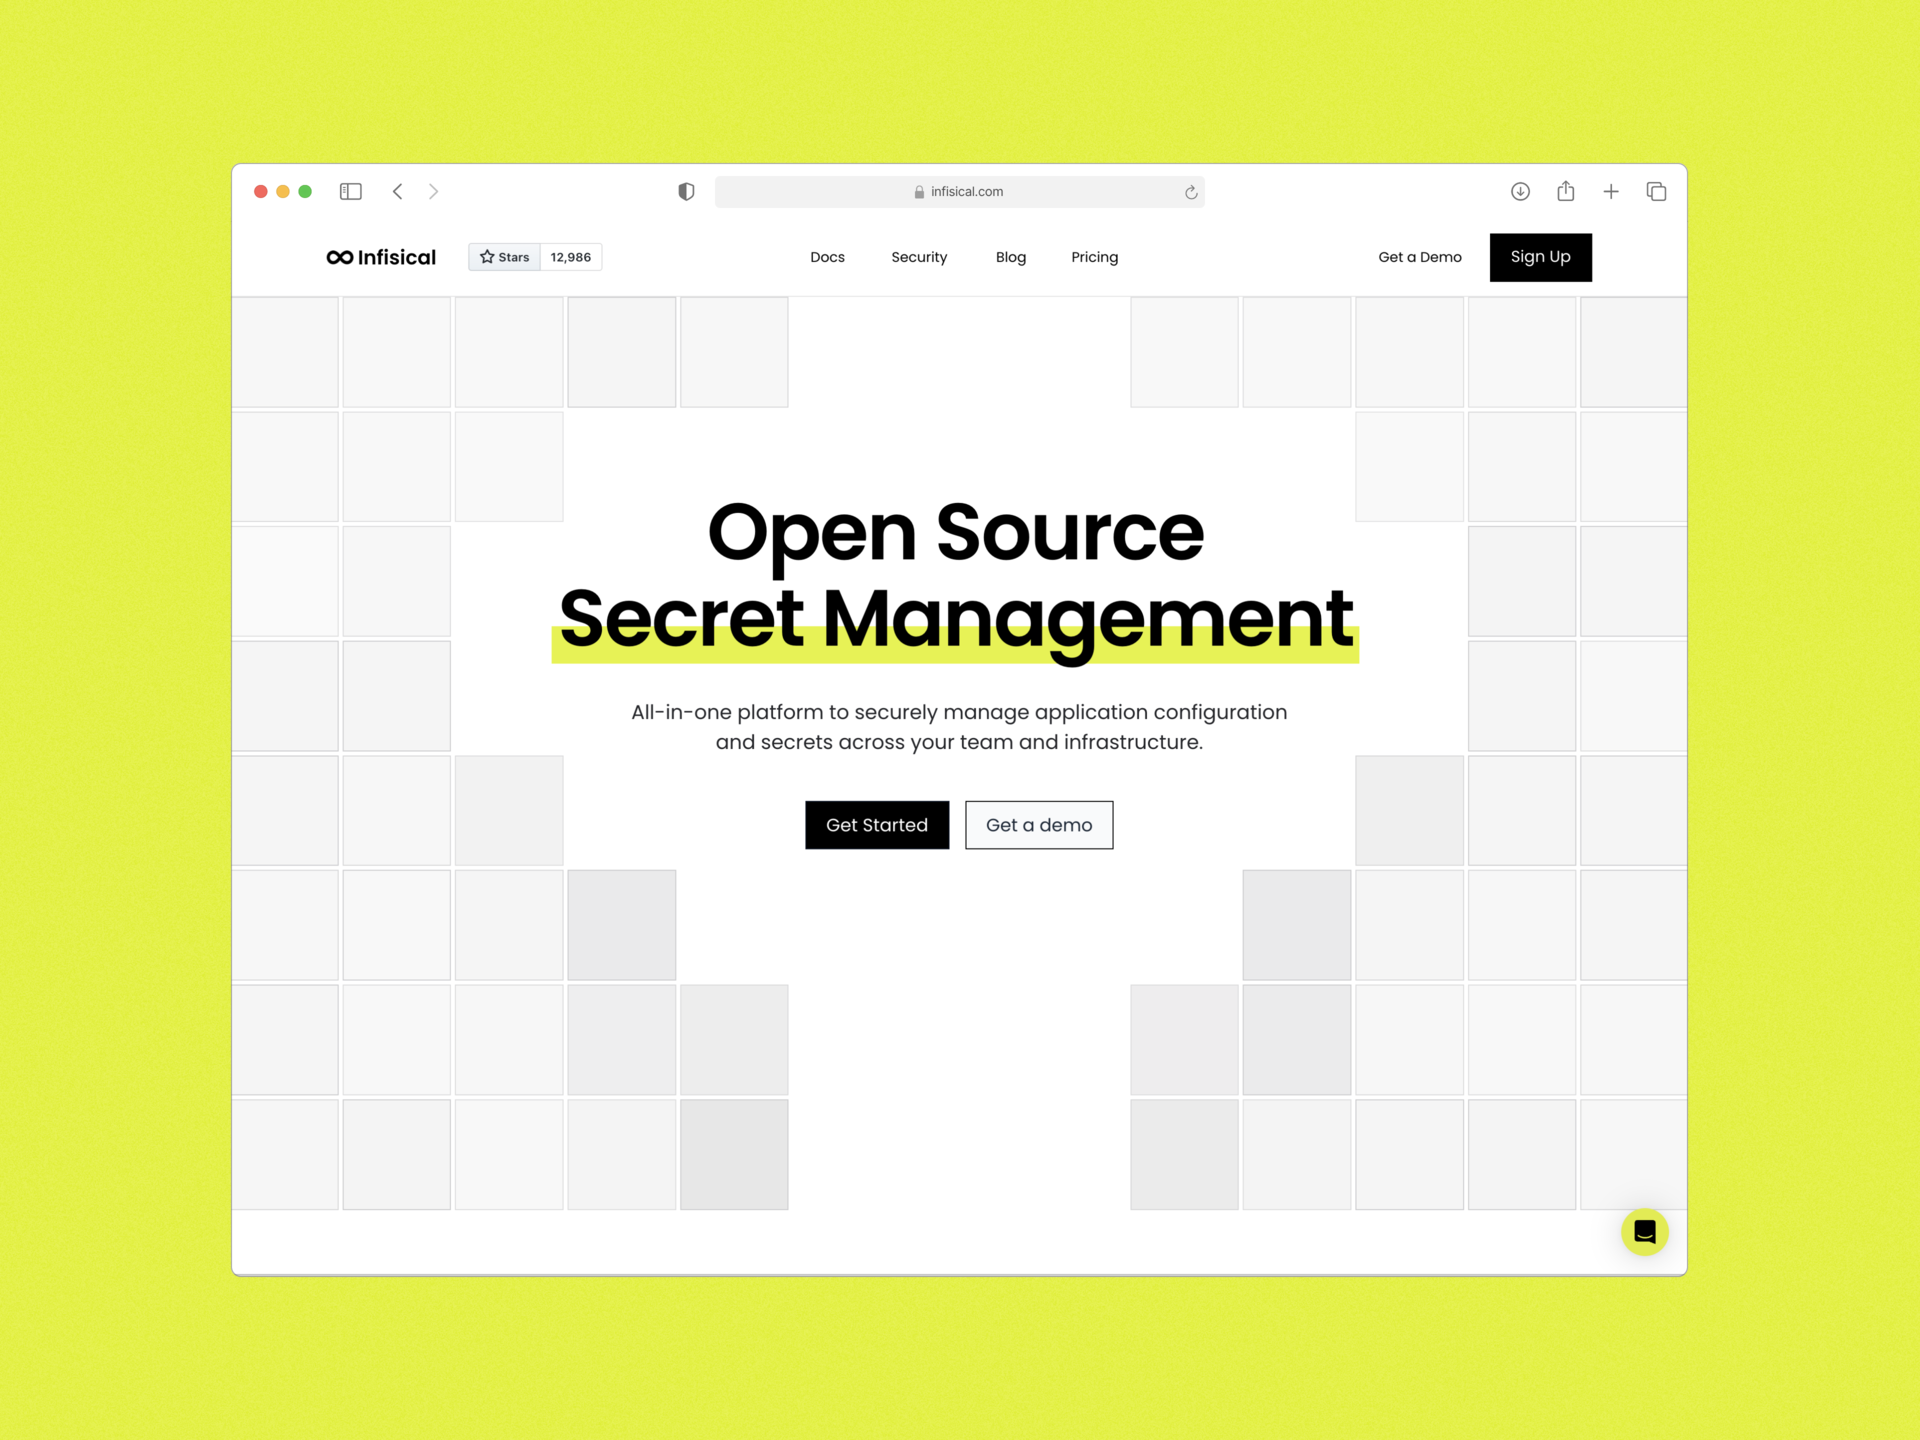 infisical.com
Infisical
Stars 12,986
Docs Security Blog Pricing
Get a Demo Sign Up
Open Source
Secret Management
All-in-one platform to securely manage application configuration
and secrets across your team and infrastructure.
Get Started Get a demo